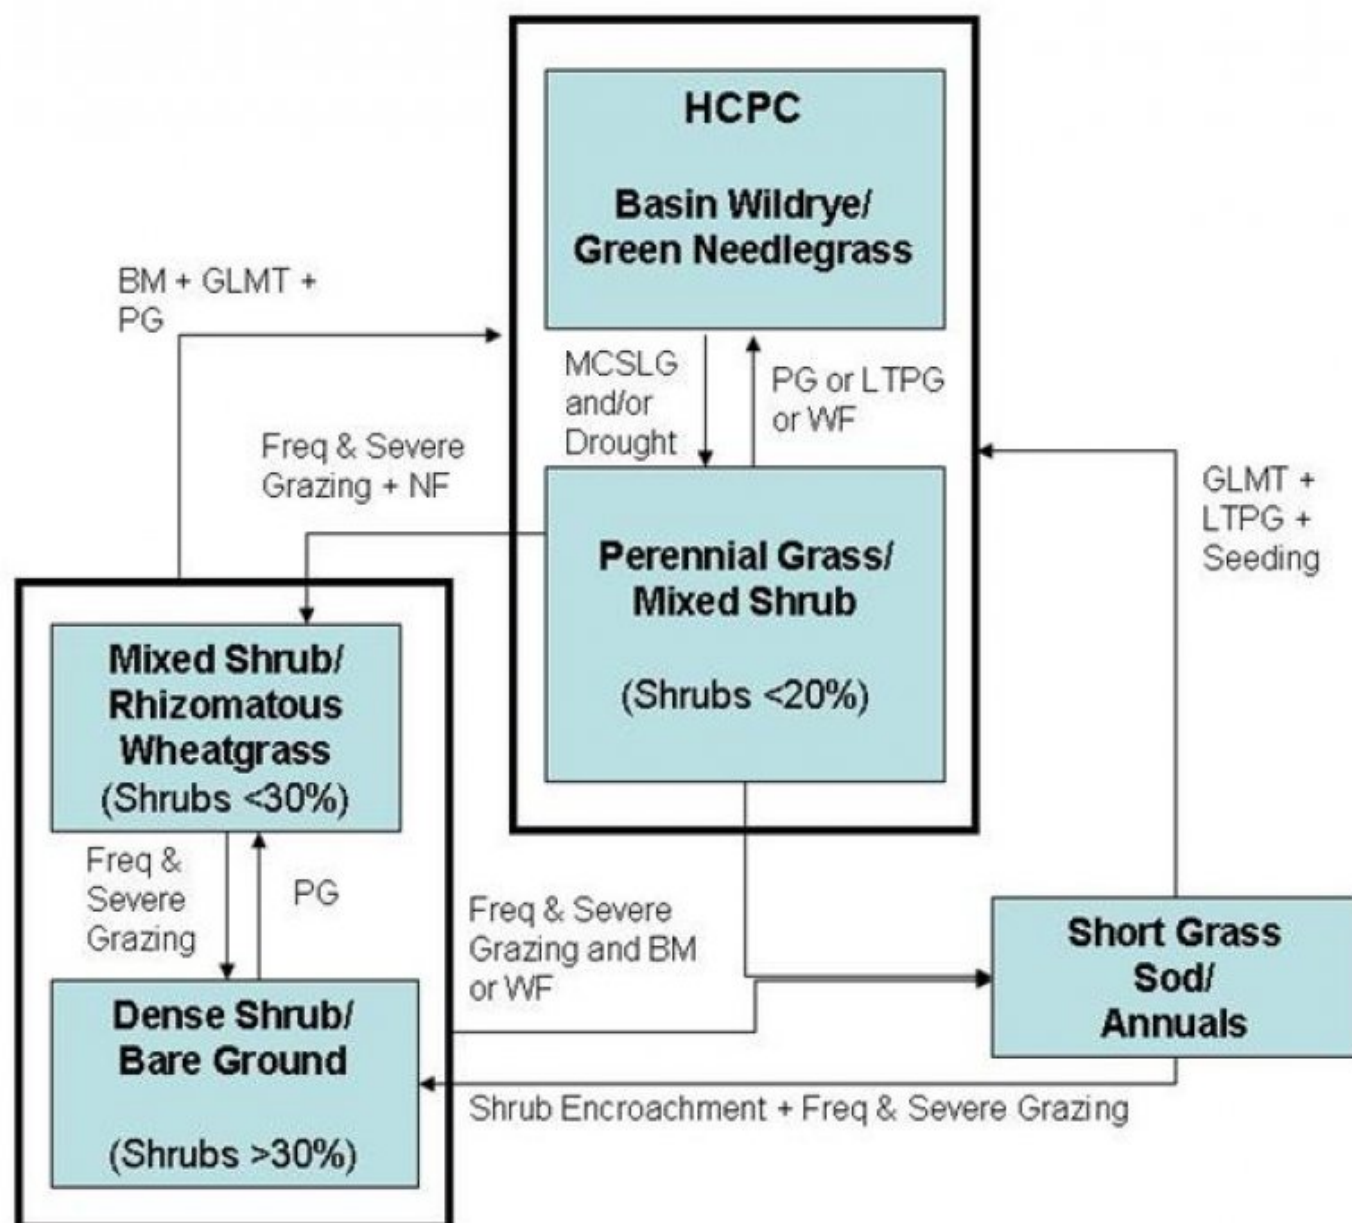 HCPC
Basin Wildrye/
Green Needlegrass
BM + GLMT +
PG
MCSLG
and/or
Drought
PG or LTPG
or WF
Freq & Severe
Grazing + NF
GLMT +
LTPG +
Seeding
Perennial Grass/
Mixed Shrub
(Shrubs <20%)
Mixed Shrub/
Rhizomatous
Wheatgrass
(Shrubs <30%)
Freq &
Severe
Grazing
PG
Freq & Severe
Grazing and BM
or WF
Short Grass
Sod/
Annuals
Dense Shrub/
Bare Ground
(Shrubs >30%)
Shrub Encroachment + Freq & Severe Grazing